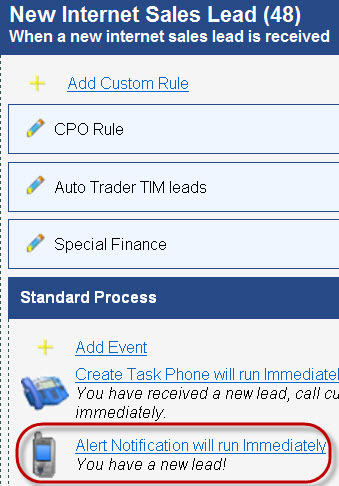 New Internet Sales Lead (48)
When a new internet sales lead is received
Add Custom Rule
CPO Rule
Auto Trader TIM leads
Special Finance
Standard Process
Add Event
Create Task Phone will run Immediatel
You have received a new lead, call cu
immediately.
Alert Notification will run Immediately
You have a new lead!